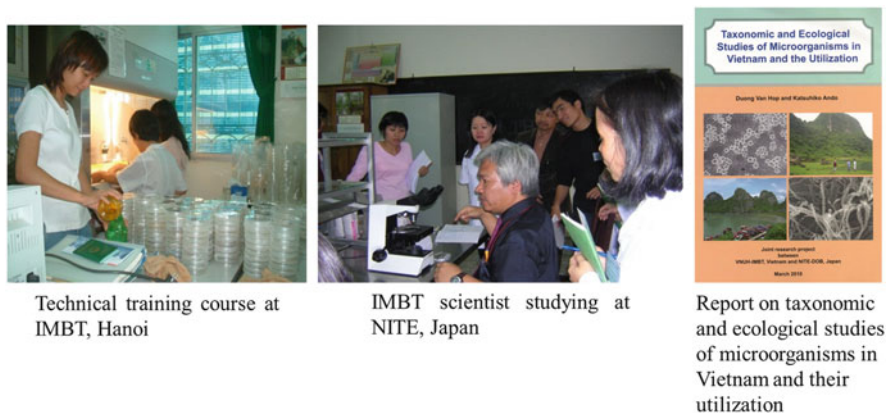 Technical training course at
IMBT, Hanoi
IMBT scientist studying at
NITE, Japan
Taxonomic and Ecological
Studies of Microorganisms in
Vietnam and the Utilization
Duong Van Hop and Katsuhiko Ando
Joint research project
between
VNUH-IMBT, Vietnam and NITE-DOB, Japan
March 2010
Report on taxonomic
and ecological studies
of microorganisms in
Vietnam and their
utilization